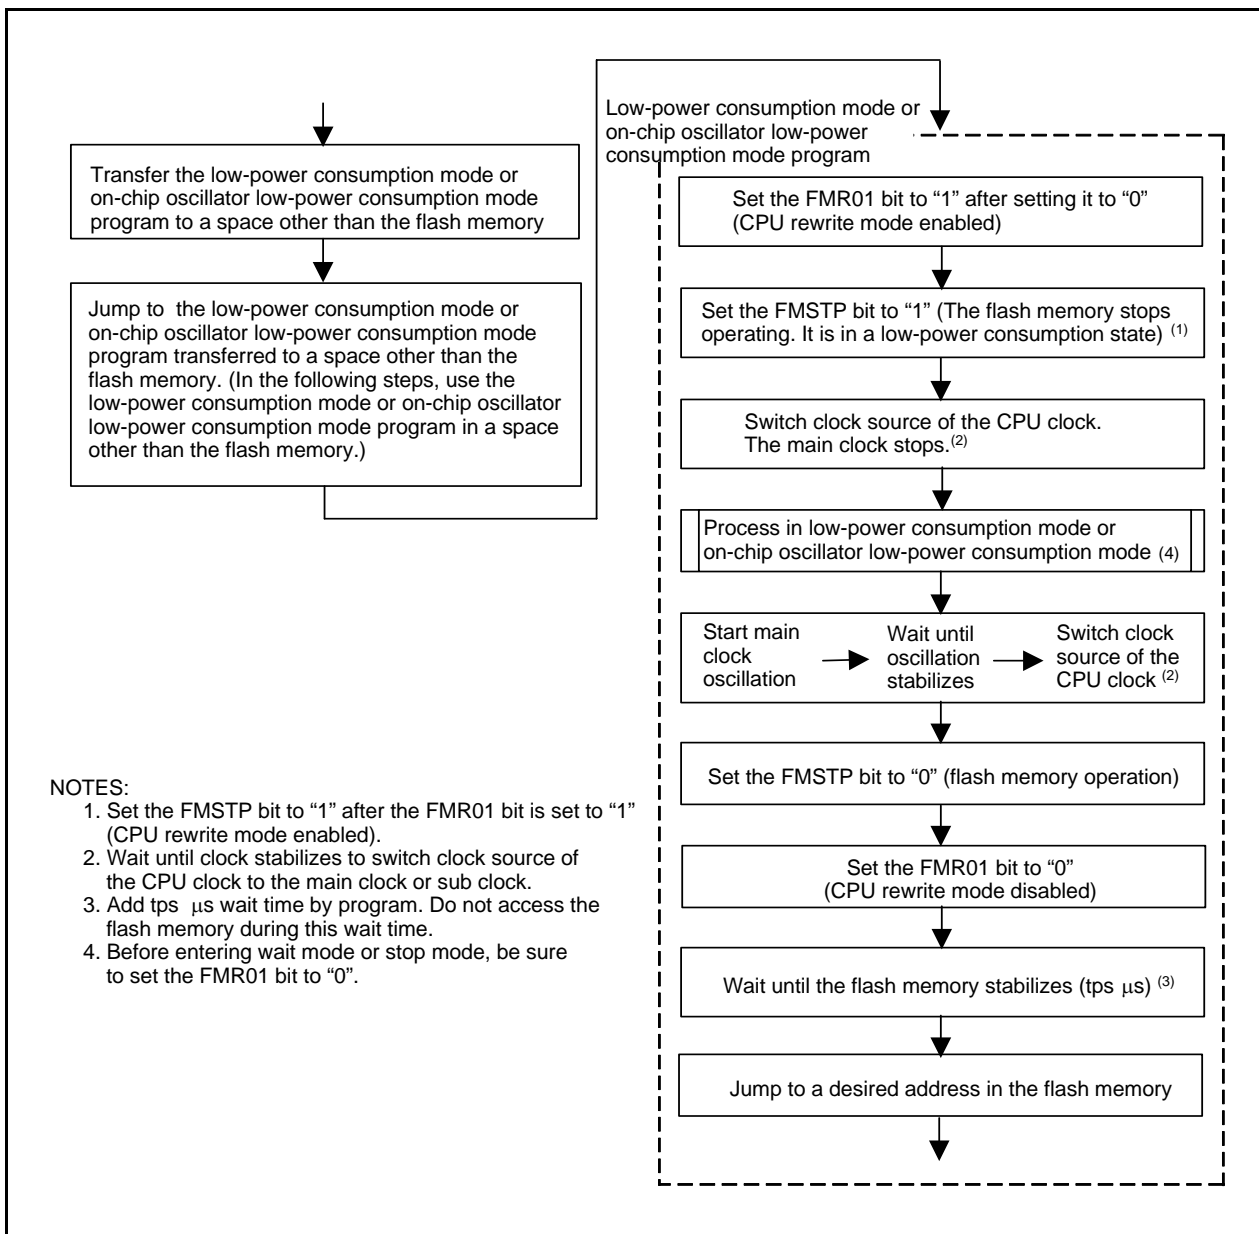 Transfer the low-power consumption mode or
on-chip oscillator low-power consumption mode
program to a space other than the flash memory
Jump to  the low-power consumption mode or
on-chip oscillator low-power consumption mode
program transferred to a space other than the
flash memory. (In the following steps, use the
low-power consumption mode or on-chip oscillator
low-power consumption mode program in a space
other than the flash memory.)
Low-power consumption mode or
on-chip oscillator low-power
consumption mode program
Set the FMR01 bit to “1” after setting it to “0”
(CPU rewrite mode enabled)
Set the FMSTP bit to “1” (The flash memory stops
operating. It is in a low-power consumption state) (1)
Switch clock source of the CPU clock.
The main clock stops.(2)
Process in low-power consumption mode or
on-chip oscillator low-power consumption mode (4)
Start main
clock
oscillation
Wait until
oscillation
stabilizes
Switch clock
source of the
CPU clock (2)
Set the FMSTP bit to “0” (flash memory operation)
Set the FMR01 bit to “0”
(CPU rewrite mode disabled)
Wait until the flash memory stabilizes (tps μs) (3)
Jump to a desired address in the flash memory
NOTES:
1. Set the FMSTP bit to “1” after the FMR01 bit is set to “1”
(CPU rewrite mode enabled).
2. Wait until clock stabilizes to switch clock source of
the CPU clock to the main clock or sub clock.
3. Add tps  μs wait time by program. Do not access the
flash memory during this wait time.
4. Before entering wait mode or stop mode, be sure
to set the FMR01 bit to “0”.